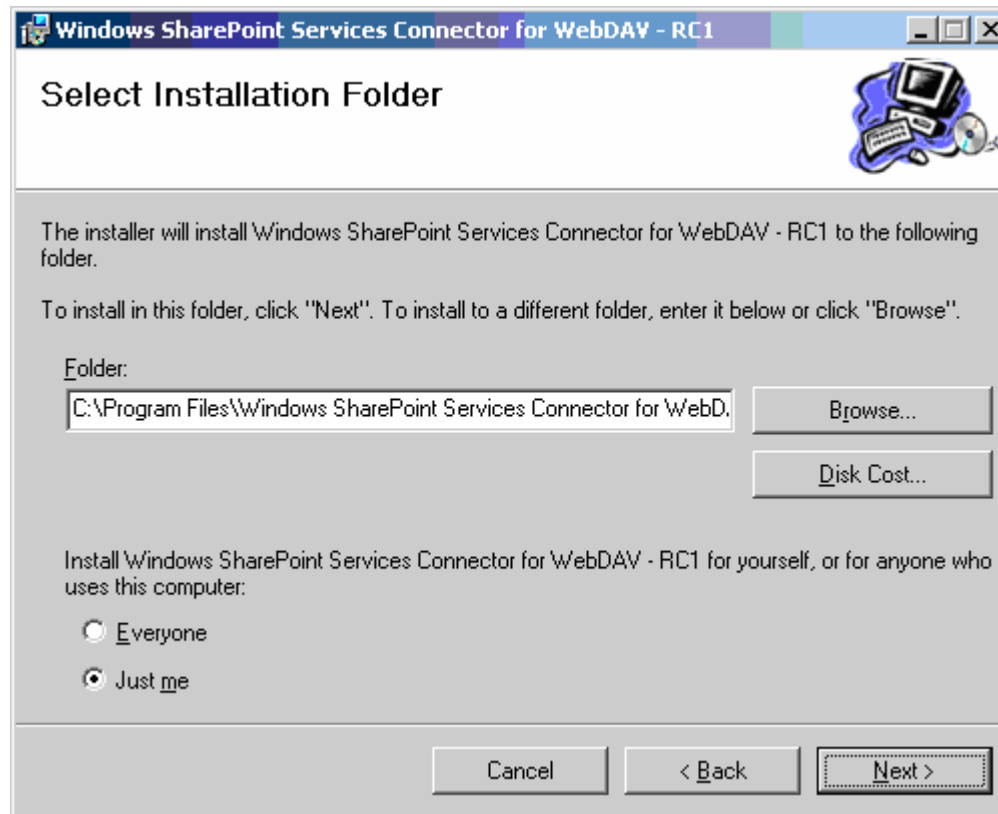 Windows SharePoint Services Connector for WebDAV - RC1
Select Installation Folder
The installer will install Windows SharePoint Services Connector for WebDAV - RC1 to the following
folder.
To install in this folder, click "Next". To install to a different folder, enter it below or click "Browse".
Folder:
C:\Program Files\Windows SharePoint Services Connector for WebD.
Browse...
Disk Cost...
Install Windows SharePoint Services Connector for WebDAV - RC1 for yourself, or for anyone who
uses this computer:
Everyone
Just me
Cancel
< Back
Next >